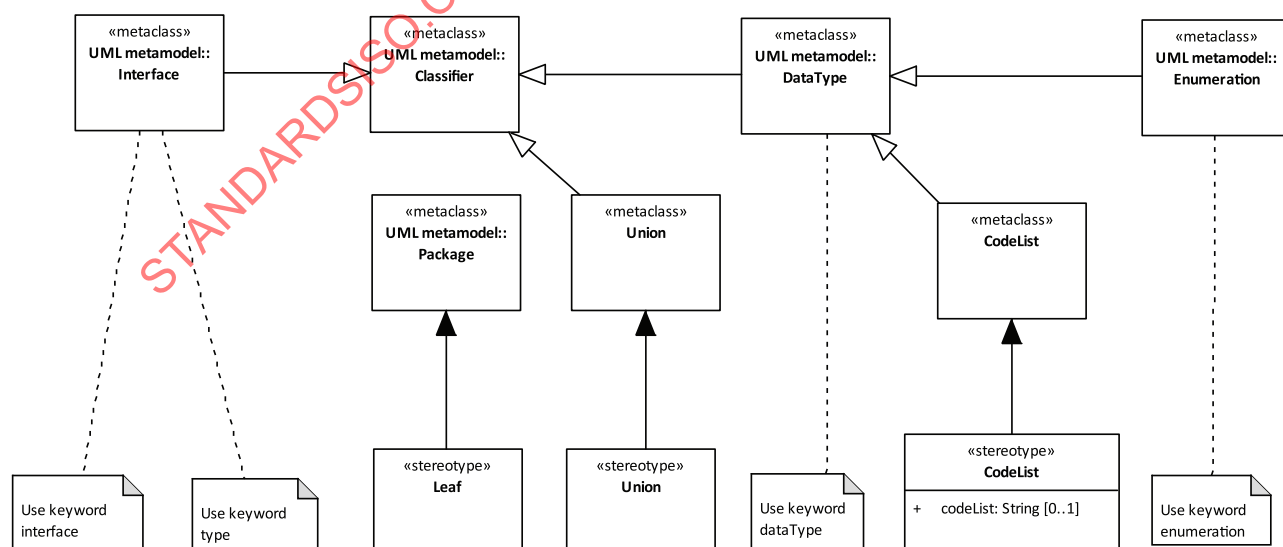 «metaclass»
UML metamodel::
Interface
«metaclass»
UML metamodel::
Classifier
«metaclass»
UML metamodel::
DataType
«metaclass»
UML metamodel::
Enumeration
STANDARDSISO.C
«metaclass»
UML metamodel::
Package
«metaclass»
Union
«metaclass»
CodeList
«stereotype»
Leaf
«stereotype»
Union
«stereotype»
CodeList
+ codeList: String [0..1]
Use keyword
interface
Use keyword
type
Use keyword
dataType
Use keyword
enumeration